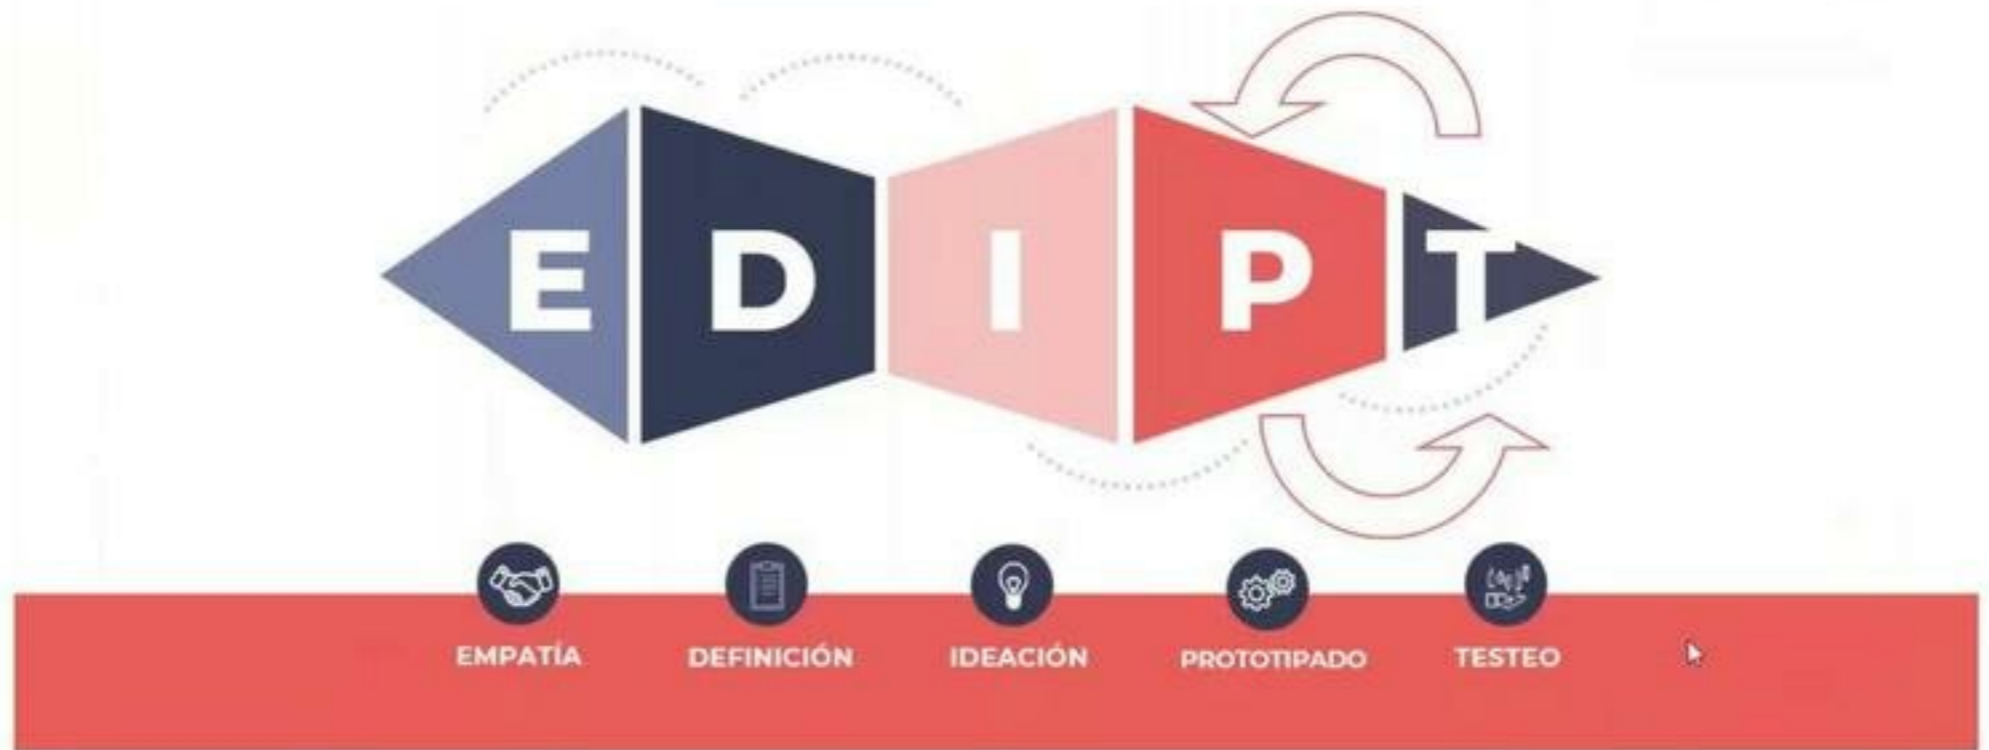 E D I P T
EMPATÍA DEFINICIÓN IDEACIÓN PROTOTIPADO TESTEO